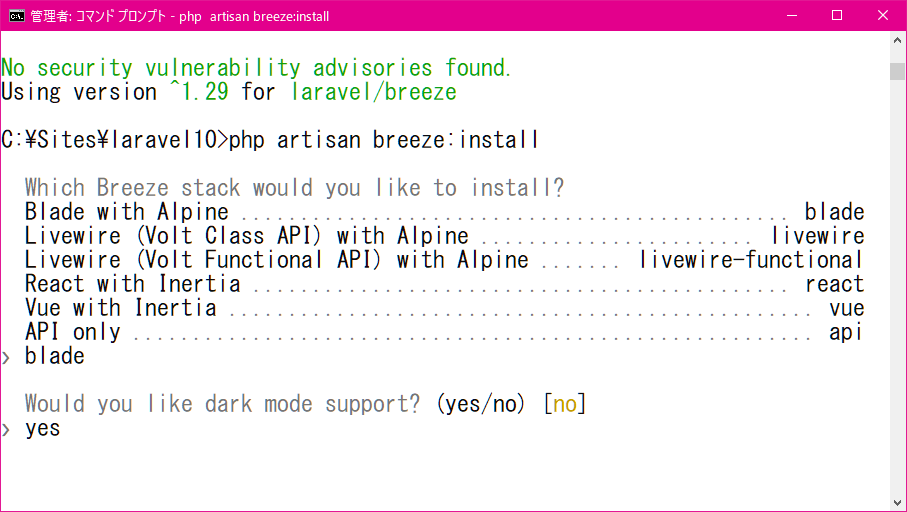 管理者: コマンド プロンプト - php  artisan breeze:install
No security vulnerability advisories found.
Using version ^1.29 for laravel/breeze
C:¥Sites¥laravel10>php artisan breeze:install
Which Breeze stack would you like to install?
Blade with Alpine .............................................. blade
Livewire (Volt Class API) with Alpine ....................... livewire
Livewire (Volt Functional API) with Alpine ....... livewire-functional
React with Inertia ............................................. react
Vue with Inertia ................................................. vue
API only ......................................................... api
› blade
Would you like dark mode support? (yes/no) [no]
› yes